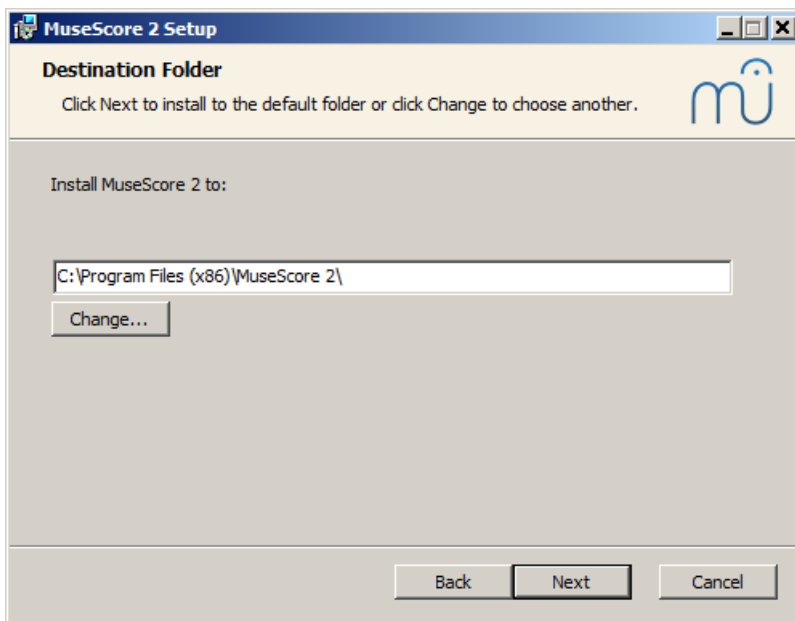 MuseScore 2 Setup
Destination Folder
Click Next to install to the default folder or click Change to choose another.
Install MuseScore 2 to:
C:\Program Files (x86)\MuseScore 2\
Change...
Back Next Cancel